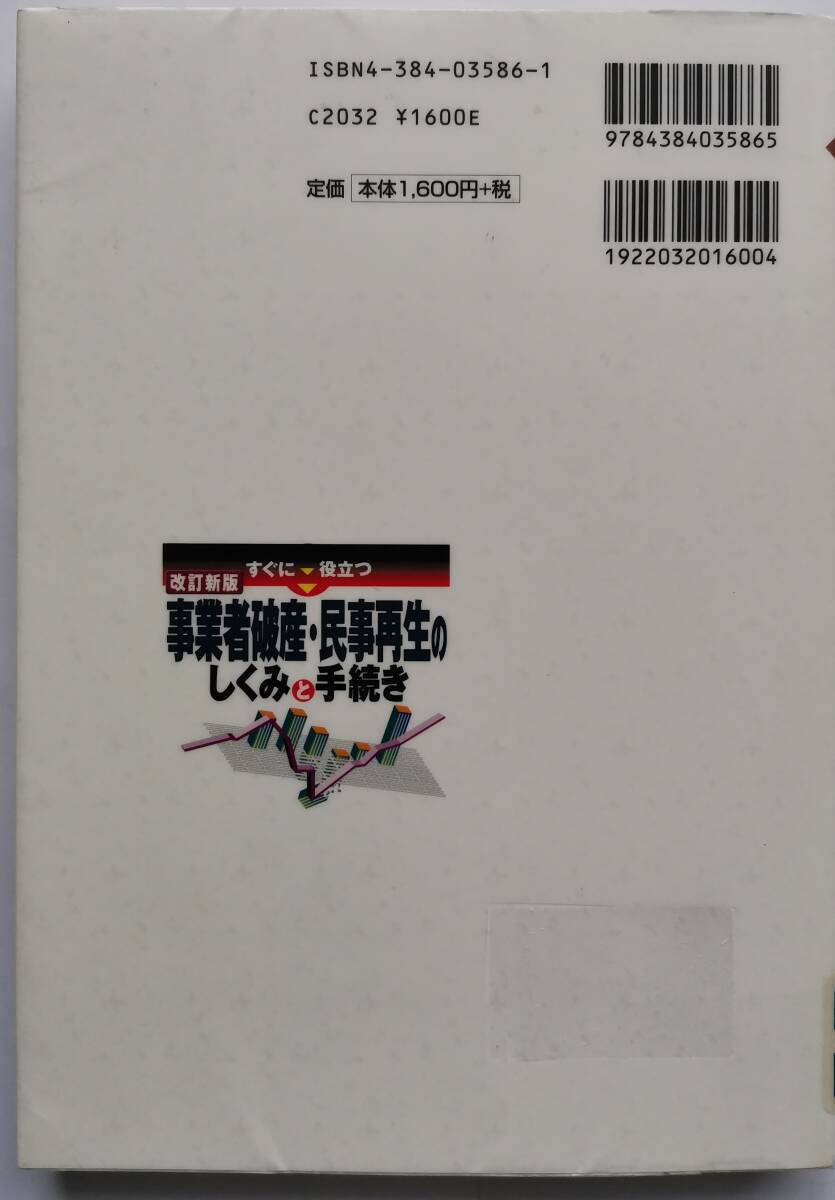 ISBN4-384-03586-1
C2032 ¥1600E
定価 本体1,600円+税
9784384035865
1922032016004
すぐに役立つ
改訂新版
事業者破産・民事再生の
しくみと手続き